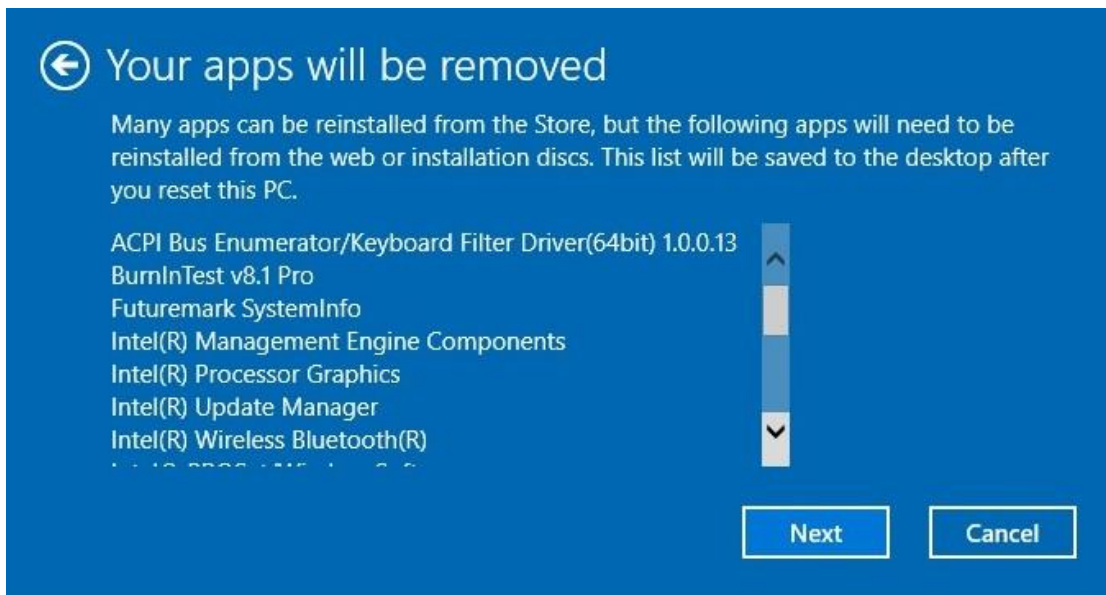 Your apps will be removed
Many apps can be reinstalled from the Store, but the following apps will need to be
reinstalled from the web or installation discs. This list will be saved to the desktop after
you reset this PC.
ACPI Bus Enumerator/Keyboard Filter Driver(64bit) 1.0.0.13
BurnInTest v8.1 Pro
Futuremark SystemInfo
Intel(R) Management Engine Components
Intel(R) Processor Graphics
Intel(R) Update Manager
Intel(R) Wireless Bluetooth(R)
Next Cancel